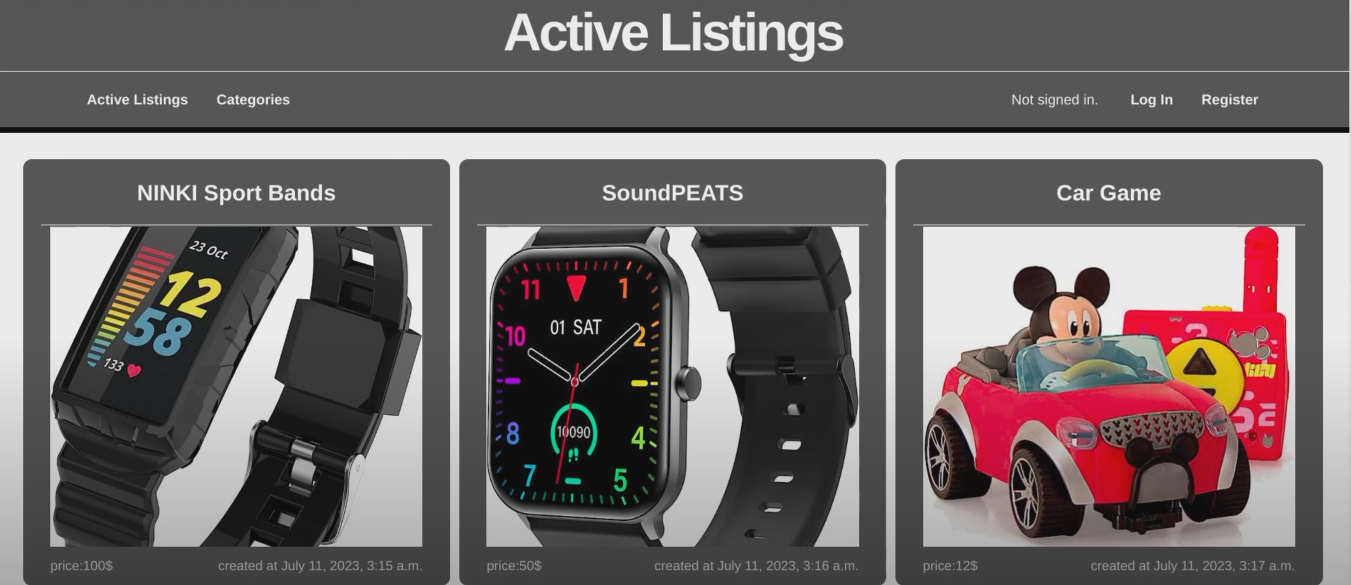 Active Listings
Active Listings Categories Not signed in. Log In Register
NINKI Sport Bands
23 Oct
12
58
133
price:100$ created at July 11, 2023, 3:15 a.m.
SoundPEATS
11 1
01 SAT
10 2
10090
8 4
7 5
price:50$ created at July 11, 2023, 3:16 a.m.
Car Game
price:12$ created at July 11, 2023, 3:17 a.m.